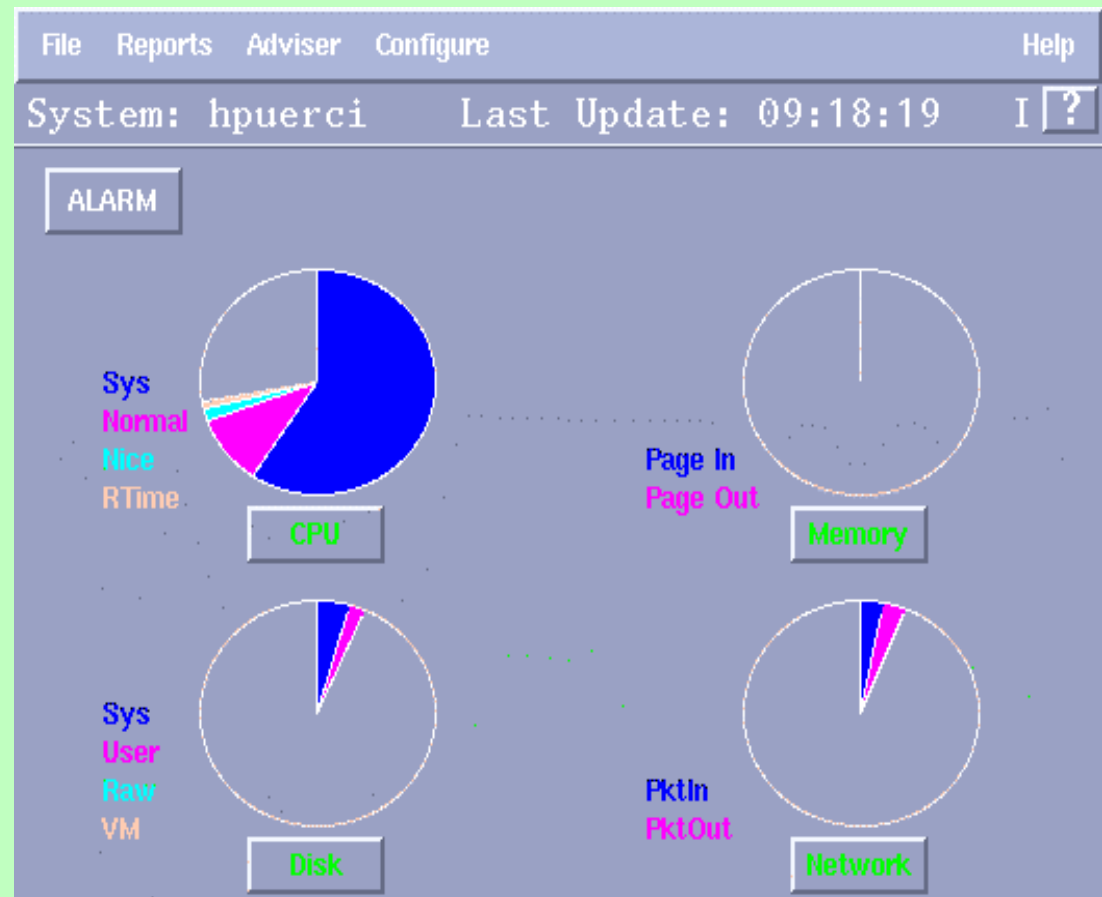 File Reports Adviser Configure Help
System: hpuerci Last Update: 09:18:19 I ?
ALARM
Sys
Normal
Nice
RTime
CPU
Page In
Page Out
Memory
Sys
User
Raw
VM
Disk
PktIn
PktOut
Network